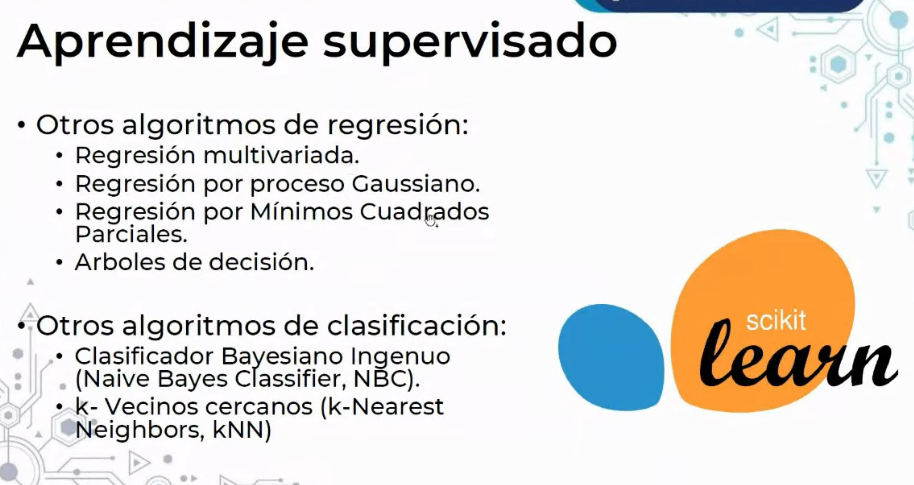 Aprendizaje supervisado
• Otros algoritmos de regresión:
• Regresión multivariada.
• Regresión por proceso Gaussiano.
• Regresión por Mínimos Cuadrados
Parciales.
• Arboles de decisión.
• Otros algoritmos de clasificación:
• Clasificador Bayesiano Ingenuo
(Naive Bayes Classifier, NBC).
• k- Vecinos cercanos (k-Nearest
Neighbors, kNN)
scikit
learn